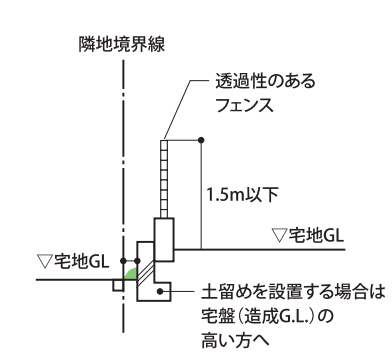 隣地境界線
透過性のある
フェンス
1.5m以下
▽宅地GL
▽宅地GL
土留めを設置する場合は
宅盤（造成G.L.）の
高い方へ